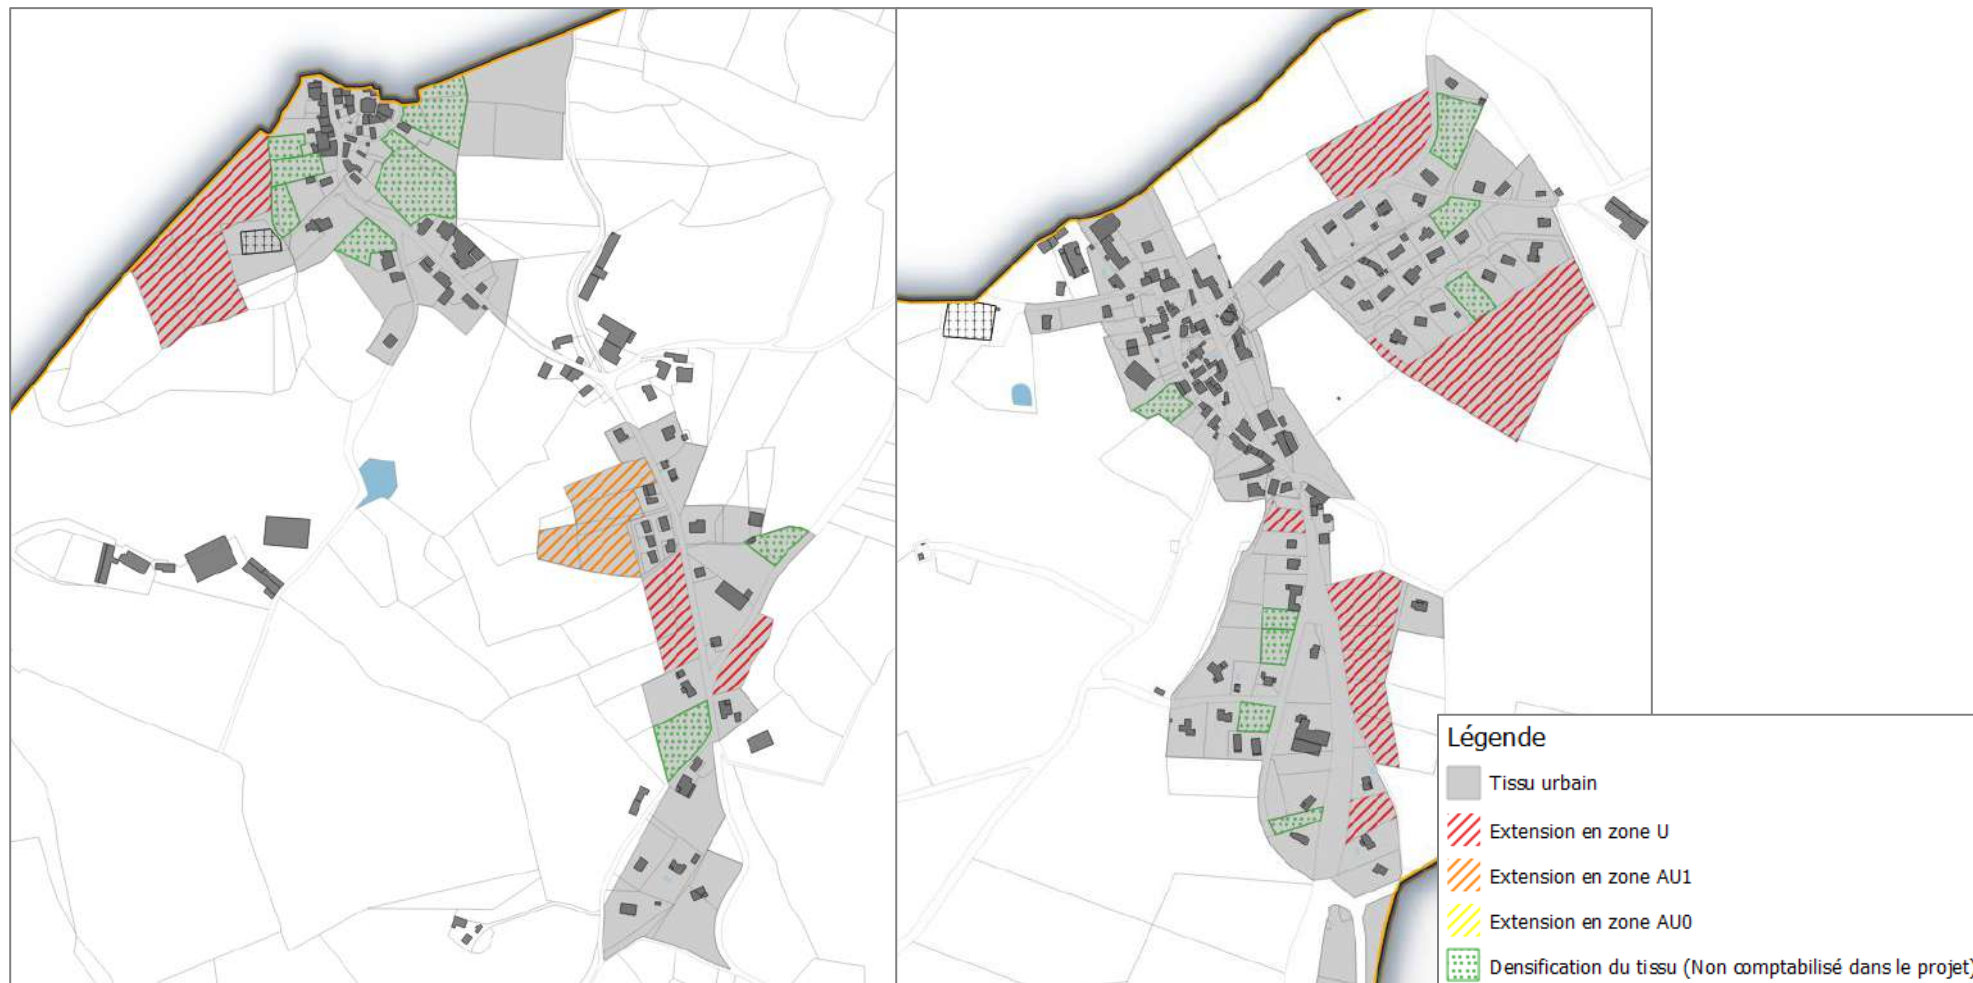 Légende
Tissu urbain
Extension en zone U
Extension en zone AU1
Extension en zone AU0
Densification du tissu (Non comptabilisé dans le projet)